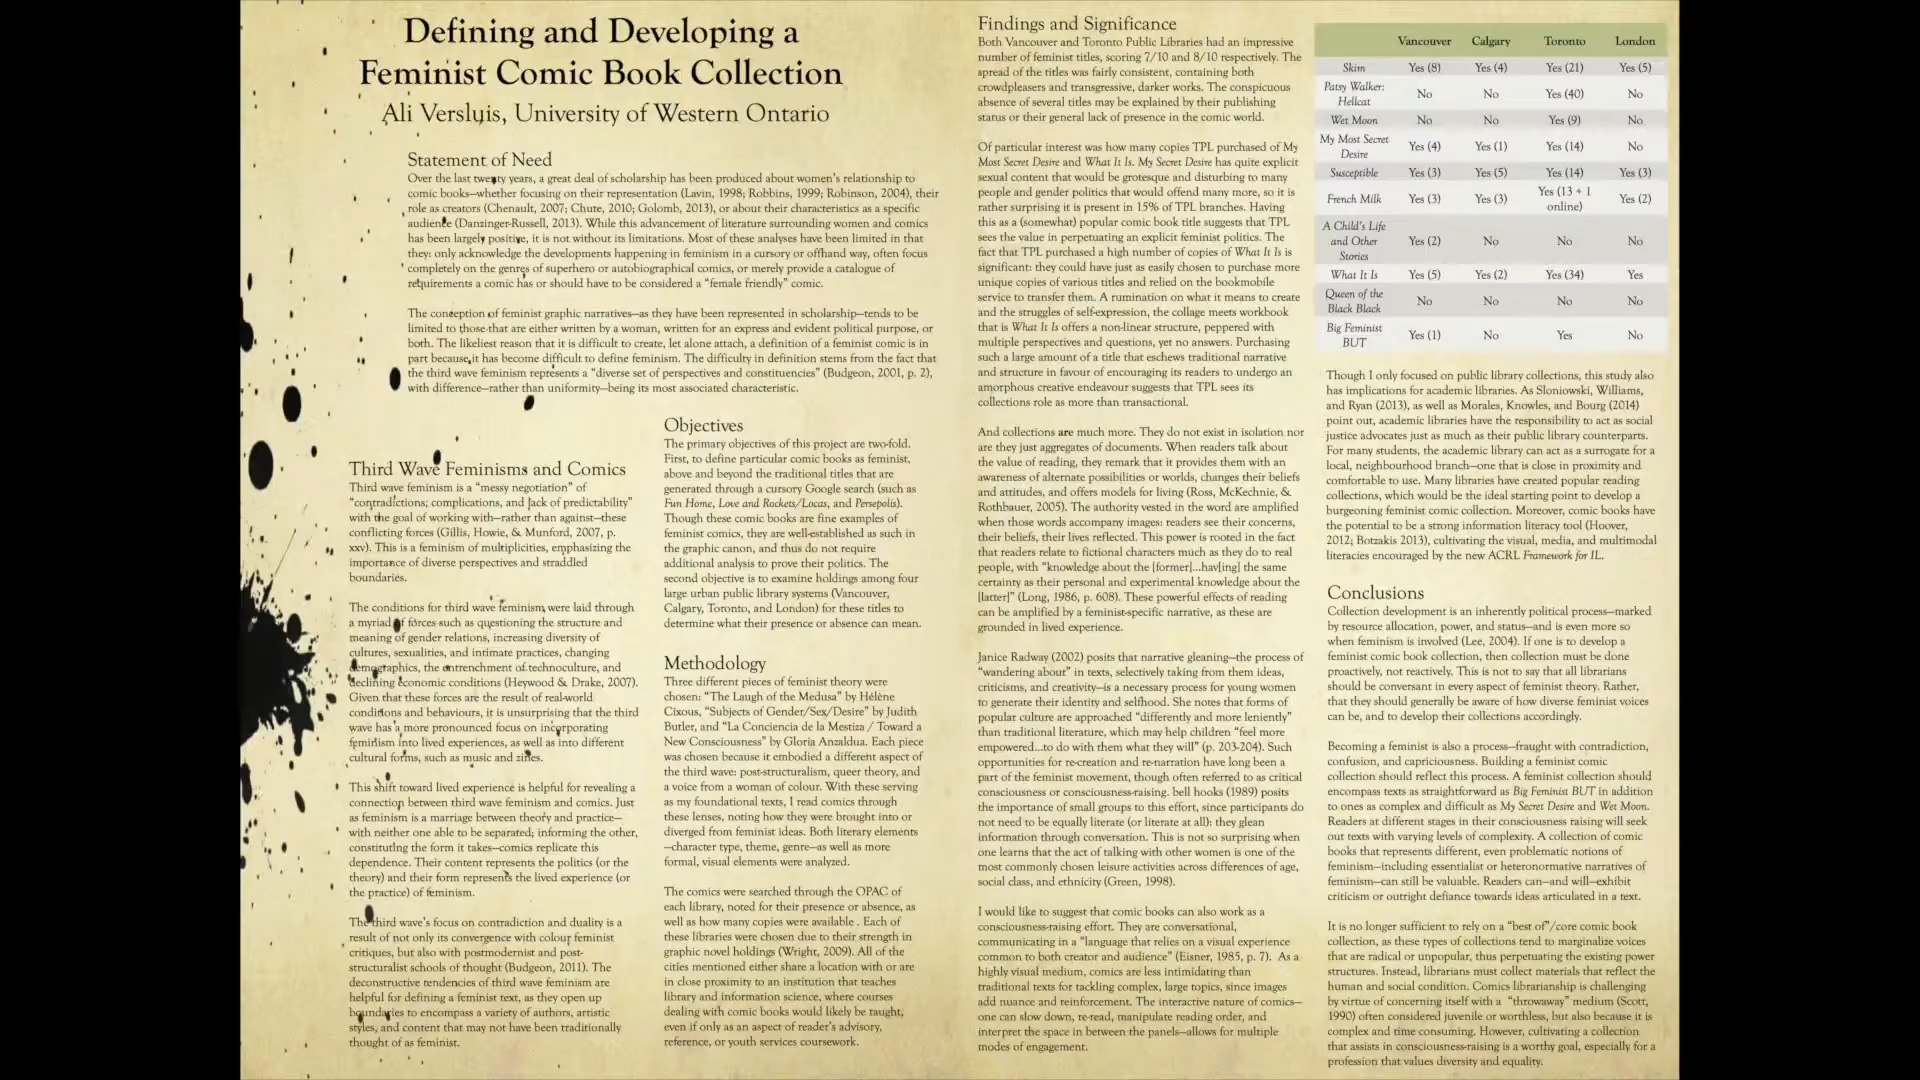 Defining and Developing a
Feminist Comic Book Collection
Ali Versluis, University of Western Ontario
Statement of Need
Over the last twenty years, a great deal of scholarship has been produced about women's relationship to
comic books—whether focusing on their representation (Lavin, 1998; Robbins, 1999; Robinson, 2004), their
role as creators (Chenault, 2007; Chute, 2010; Golomb, 2013), or about their characteristics as a specific
audience (Danzinger-Russell, 2013). While this advancement of literature surrounding women and comics
has been largely positive, it is not without its limitations. Most of these analyses have been limited in that
they: only acknowledge the developments happening in feminism in a cursory or offhand way, often focus
completely on the genres of superhero or autobiographical comics, or merely provide a catalogue of
requirements a comic has or should have to be considered a "female friendly" comic.
The conception of feminist graphic narratives—as they have been represented in scholarship—tends to be
limited to those that are either written by a woman, written for an express and evident political purpose, or
both. The likeliest reason that it is difficult to create, let alone attach, a definition of a feminist comic is in
part because it has become difficult to define feminism. The difficulty in definition stems from the fact that
the third wave feminism represents a "diverse set of perspectives and constituencies" (Budgeon, 2001, p. 2),
with difference—rather than uniformity—being its most associated characteristic.
Third Wave Feminisms and Comics
Third wave feminism is a "messy negotiation" of
"contradictions, complications, and lack of predictability"
with the goal of working with—rather than against—these
conflicting forces (Gillis, Howie, & Munford, 2007, p.
xxv). This is a feminism of multiplicities, emphasizing the
importance of diverse perspectives and straddled
boundaries.
The conditions for third wave feminism were laid through
a myriad of forces such as questioning the structure and
meaning of gender relations, increasing diversity of
cultures, sexualities, and intimate practices, changing
demographics, the entrenchment of technoculture, and
declining economic conditions (Heywood & Drake, 2007).
Given that these forces are the result of real-world
conditions and behaviours, it is unsurprising that the third
wave has a more pronounced focus on incorporating
feminism into lived experiences, as well as into different
cultural forms, such as music and zines.
This shift toward lived experience is helpful for revealing a
connection between third wave feminism and comics. Just
as feminism is a marriage between theory and practice—
with neither one able to be separated; informing the other,
constituting the form it takes—comics replicate this
dependence. Their content represents the politics (or the
theory) and their form represents the lived experience (or
the practice) of feminism.
The third wave's focus on contradiction and duality is a
result of not only its convergence with colour feminist
critiques, but also with postmodernist and post-
structuralist schools of thought (Budgeon, 2011). The
deconstructive tendencies of third wave feminism are
helpful for defining a feminist text, as they open up
boundaries to encompass a variety of authors, artistic
styles, and content that may not have been traditionally
thought of as feminist.
Objectives
The primary objectives of this project are two-fold.
First, to define particular comic books as feminist,
above and beyond the traditional titles that are
generated through a cursory Google search (such as
Fun Home, Love and Rockets/Locas, and Persepolis).
Though these comic books are fine examples of
feminist comics, they are well-established as such in
the graphic canon, and thus do not require
additional analysis to prove their politics. The
second objective is to examine holdings among four
large urban public library systems (Vancouver,
Calgary, Toronto, and London) for these titles to
determine what their presence or absence can mean.
Methodology
Three different pieces of feminist theory were
chosen: "The Laugh of the Medusa" by Hélène
Cixous, "Subjects of Gender/Sex/Desire" by Judith
Butler, and "La Conciencia de la Mestiza / Toward a
New Consciousness" by Gloria Anzaldua. Each piece
was chosen because it embodied a different aspect of
the third wave: post-structuralism, queer theory, and
a voice from a woman of colour. With these serving
as my foundational texts, I read comics through
these lenses, noting how they were brought into or
diverged from feminist ideas. Both literary elements
—character type, theme, genre—as well as more
formal, visual elements were analyzed.
The comics were searched through the OPAC of
each library, noted for their presence or absence, as
well as how many copies were available . Each of
these libraries were chosen due to their strength in
graphic novel holdings (Wright, 2009). All of the
cities mentioned either share a location with or are
in close proximity to an institution that teaches
library and information science, where courses
dealing with comic books would likely be taught,
even if only as an aspect of reader's advisory,
reference, or youth services coursework.
Findings and Significance
Both Vancouver and Toronto Public Libraries had an impressive
number of feminist titles, scoring 7/10 and 8/10 respectively. The
spread of the titles was fairly consistent, containing both
crowdpleasers and transgressive, darker works. The conspicuous
absence of several titles may be explained by their publishing
status or their general lack of presence in the comic world.
Of particular interest was how many copies TPL purchased of My
Most Secret Desire and What It Is. My Secret Desire has quite explicit
sexual content that would be grotesque and disturbing to many
people and gender politics that would offend many more, so it is
rather surprising it is present in 15% of TPL branches. Having
this as a (somewhat) popular comic book title suggests that TPL
sees the value in perpetuating an explicit feminist politics. The
fact that TPL purchased a high number of copies of What It Is is
significant: they could have just as easily chosen to purchase more
unique copies of various titles and relied on the bookmobile
service to transfer them. A rumination on what it means to create
and the struggles of self-expression, the collage meets workbook
that is What It Is offers a non-linear structure, peppered with
multiple perspectives and questions, yet no answers. Purchasing
such a large amount of a title that eschews traditional narrative
and structure in favour of encouraging its readers to undergo an
amorphous creative endeavour suggests that TPL sees its
collections role as more than transactional.
And collections are much more. They do not exist in isolation nor
are they just aggregates of documents. When readers talk about
the value of reading, they remark that it provides them with an
awareness of alternate possibilities or worlds, changes their beliefs
and attitudes, and offers models for living (Ross, McKechnie, &
Rothbauer, 2005). The authority vested in the word are amplified
when those words accompany images: readers see their concerns,
their beliefs, their lives reflected. This power is rooted in the fact
that readers relate to fictional characters much as they do to real
people, with "knowledge about the [former]...hav[ing] the same
certainty as their personal and experimental knowledge about the
[latter]" (Long, 1986, p. 608). These powerful effects of reading
can be amplified by a feminist-specific narrative, as these are
grounded in lived experience.
Janice Radway (2002) posits that narrative gleaning—the process of
"wandering about" in texts, selectively taking from them ideas,
criticisms, and creativity—is a necessary process for young women
to generate their identity and selfhood. She notes that forms of
popular culture are approached "differently and more leniently"
than traditional literature, which may help children "feel more
empowered...to do with them what they will" (p. 203-204). Such
opportunities for re-creation and re-narration have long been a
part of the feminist movement, though often referred to as critical
conscious or consciousness-raising. bell hooks (1989) posits
the importance of small groups to this effort, since participants do
not need to be equally literate (or literate at all): they glean
information through conversation. This is not so surprising when
one learns that the act of talking with other women is one of the
most commonly chosen leisure activities across differences of age,
social class, and ethnicity (Green, 1998).
I would like to suggest that comic books can also work as a
consciousness-raising effort. They are conversational,
communicating in a "language that relies on a visual experience
common to both creator and audience" (Eisner, 1985, p. 7). As a
highly visual medium, comics are less intimidating than
traditional texts for tackling complex, large topics, since images
add nuance and reinforcement. The interactive nature of comics—
one can slow down, re-read, manipulate reading order, and
interpret the space in between the panels—allows for multiple
modes of engagement.
Vancouver Calgary Toronto London
Skim Yes (8) Yes (4) Yes (21) Yes (5)
Patsy Walker:
Hellcat No No Yes (40) No
Wet Moon No No Yes (9) No
My Most Secret
Desire Yes (4) Yes (1) Yes (14) No
Susceptible Yes (3) Yes (5) Yes (14) Yes (3)
French Milk Yes (3) Yes (3) Yes (13 + 1
online) Yes (2)
A Child's Life
and Other
Stories Yes (2) No No No
What It Is Yes (5) Yes (2) Yes (34) Yes
Queen of the
Black Black No No No No
Big Feminist
BUT Yes (1) No Yes No
Though I only focused on public library collections, this study also
has implications for academic libraries. As Sloniowski, Williams,
and Ryan (2013), as well as Morales, Knowles, and Bourg (2014)
point out, academic libraries have the responsibility to act as social
justice advocates just as much as their public library counterparts.
For many students, the academic library can act as a surrogate for a
local, neighbourhood branch—one that is close in proximity and
comfortable to use. Many libraries have created popular reading
collections, which would be the ideal starting point to develop a
burgeoning feminist comic collection. Moreover, comic books have
the potential to be a strong information literacy tool (Hoover,
2012; Botzakis 2013), cultivating the visual, media, and multimodal
literacies encouraged by the new ACRL Framework for IL.
Conclusions
Collection development is an inherently political process—marked
by resource allocation, power, and status—and is even more so
when feminism is involved (Lee, 2004). If one is to develop a
feminist comic book collection, then collection must be done
proactively, not reactively. This is not to say that all librarians
should be conversant in every aspect of feminist theory. Rather,
that they should generally be aware of how diverse feminist voices
can be, and to develop their collections accordingly.
Becoming a feminist is also a process—fraught with contradiction,
confusion, and capriciousness. Building a feminist comic
collection should reflect this process. A feminist collection should
encompass texts as straightforward as Big Feminist BUT in addition
to ones as complex and difficult as My Secret Desire and Wet Moon.
Readers at different stages in their consciousness raising will seek
out texts with varying levels of complexity. A collection of comic
books that represents different, even problematic notions of
feminism—including essentialist or heteronormative narratives of
feminism—can still be valuable. Readers can—and will—exhibit
criticism or outright defiance towards ideas articulated in a text.
It is no longer sufficient to rely on a "best of"/core comic book
collection, as these types of collections tend to marginalize voices
that are radical or unpopular, thus perpetuating the existing power
structures. Instead, librarians must collect materials that reflect the
human and social condition. Comics librarianship is challenging
by virtue of concerning itself with a "throwaway" medium (Scott,
1990) often considered juvenile or worthless, but also because it is
complex and time consuming. However, cultivating a collection
that assists in consciousness-raising is a worthy goal, especially for a
profession that values diversity and equality.